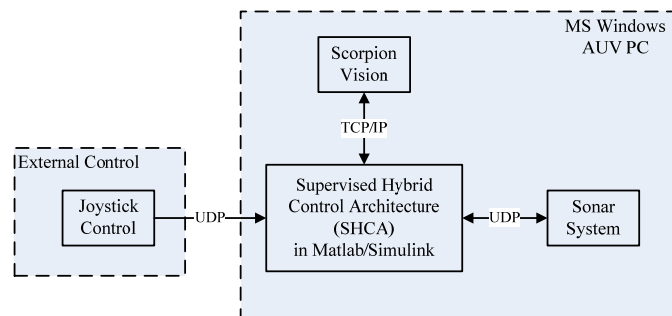 MS Windows
AUV PC
Scorpion
Vision
TCP/IP
External Control
Joystick
Control
UDP
Supervised Hybrid
Control Architecture
(SHCA)
in Matlab/Simulink
UDP
Sonar
System